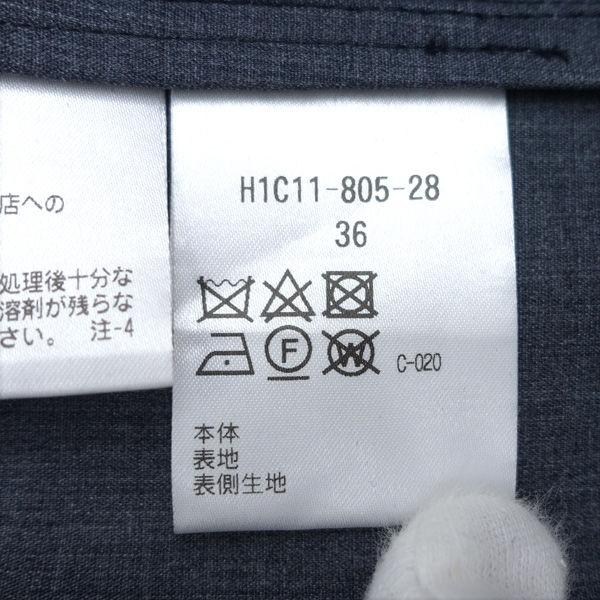 店への
処理後十分な
溶剤が残らな
さい。 注-4
H1C11-805-28
36
F W C-020
本体
表地
表側生地